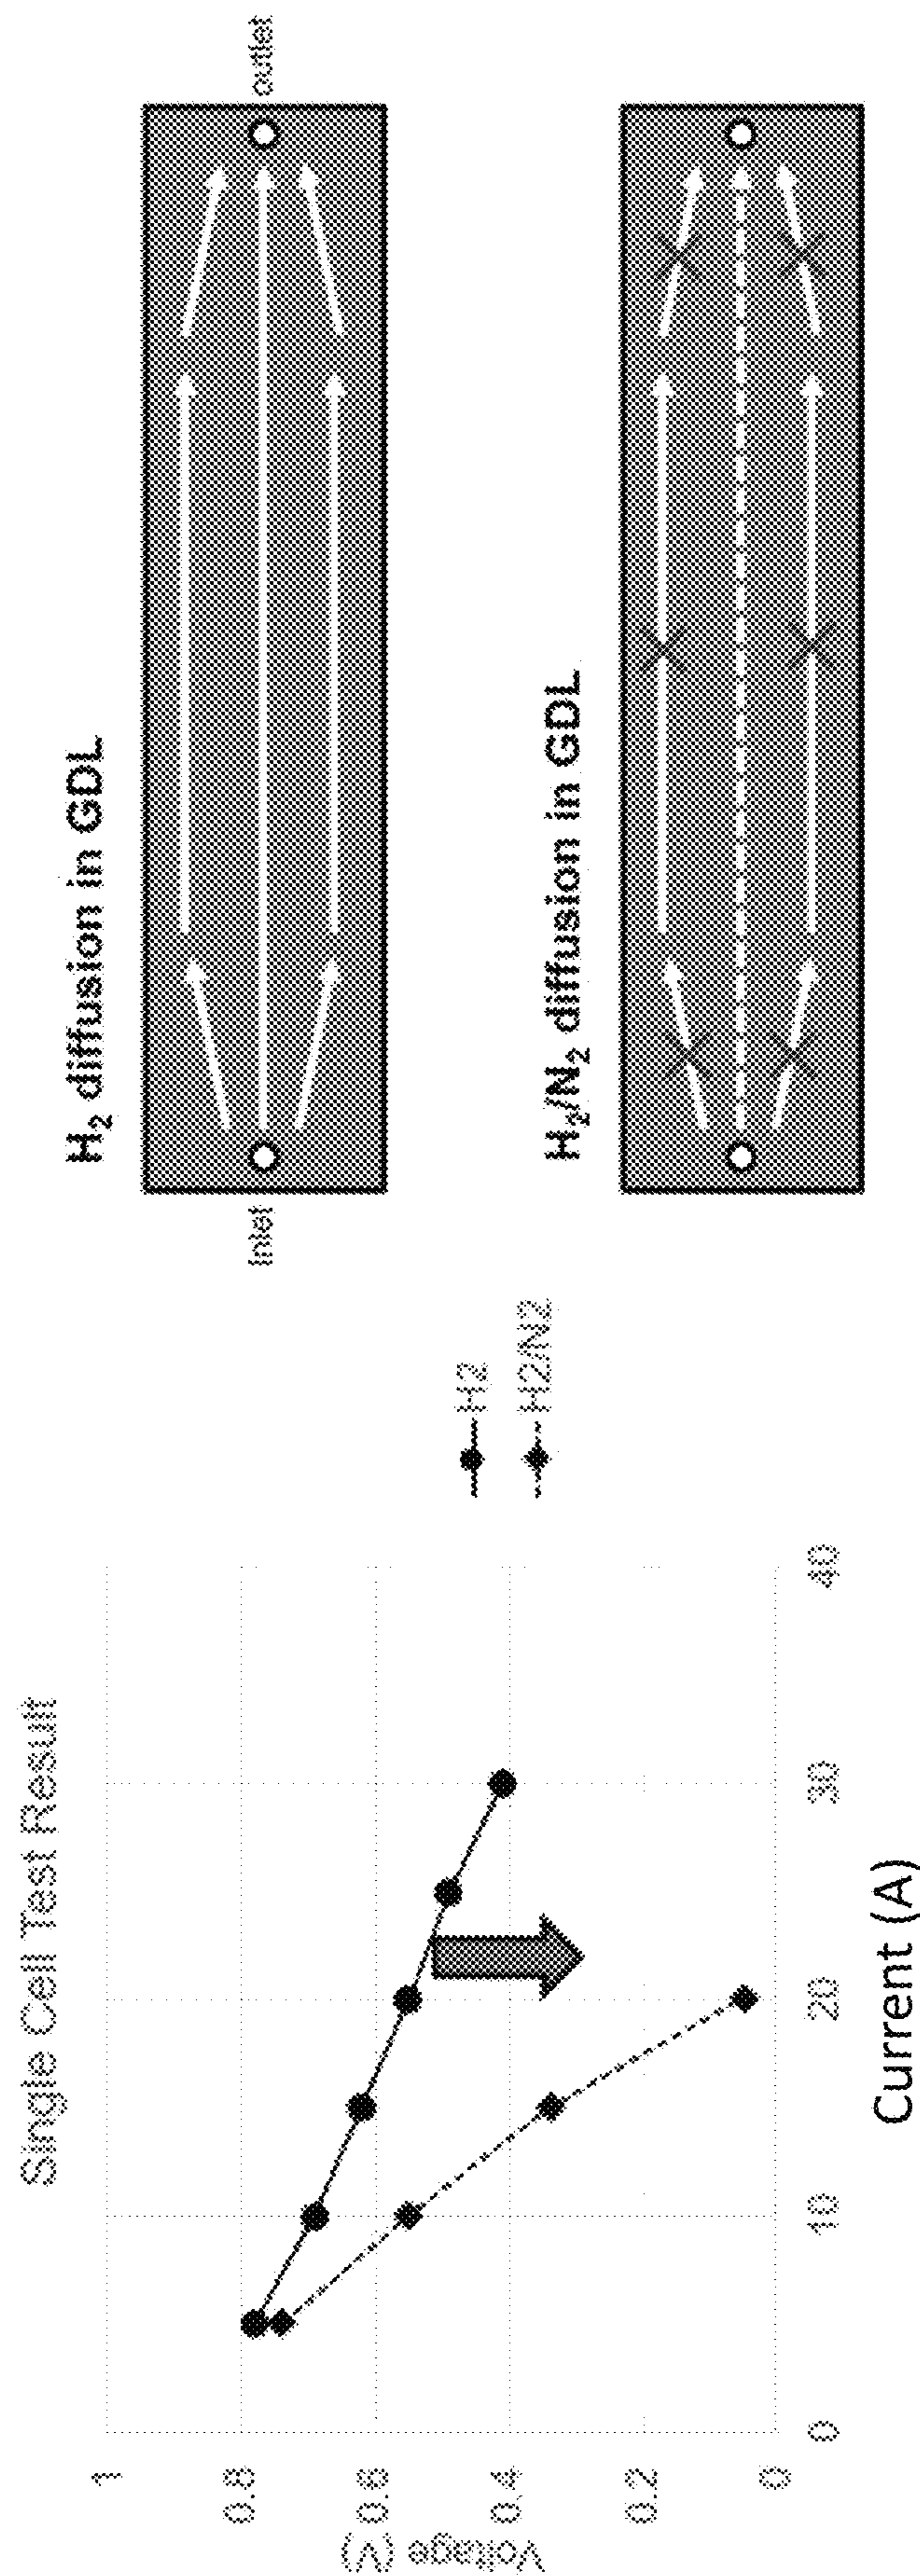 Single Cell Test Result
Voltage (V)
1
0.8
0.6
0.4
0.2
0
0
10
20
30
40
Current (A)
H2
H2/N2
H₂ diffusion in GDL
Inlet
outlet
H₂/N₂ diffusion in GDL